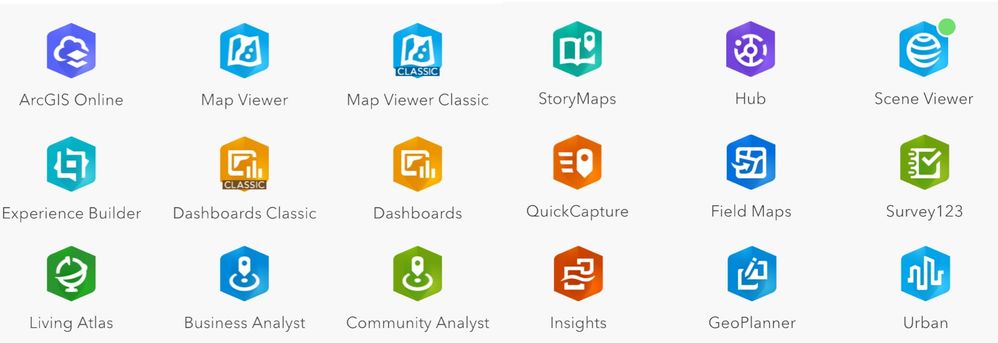 CLASSIC
ArcGIS Online Map Viewer Map Viewer Classic StoryMaps Hub Scene Viewer
CLASSIC
Experience Builder Dashboards Classic Dashboards QuickCapture Field Maps Survey123
Living Atlas Business Analyst Community Analyst Insights GeoPlanner Urban